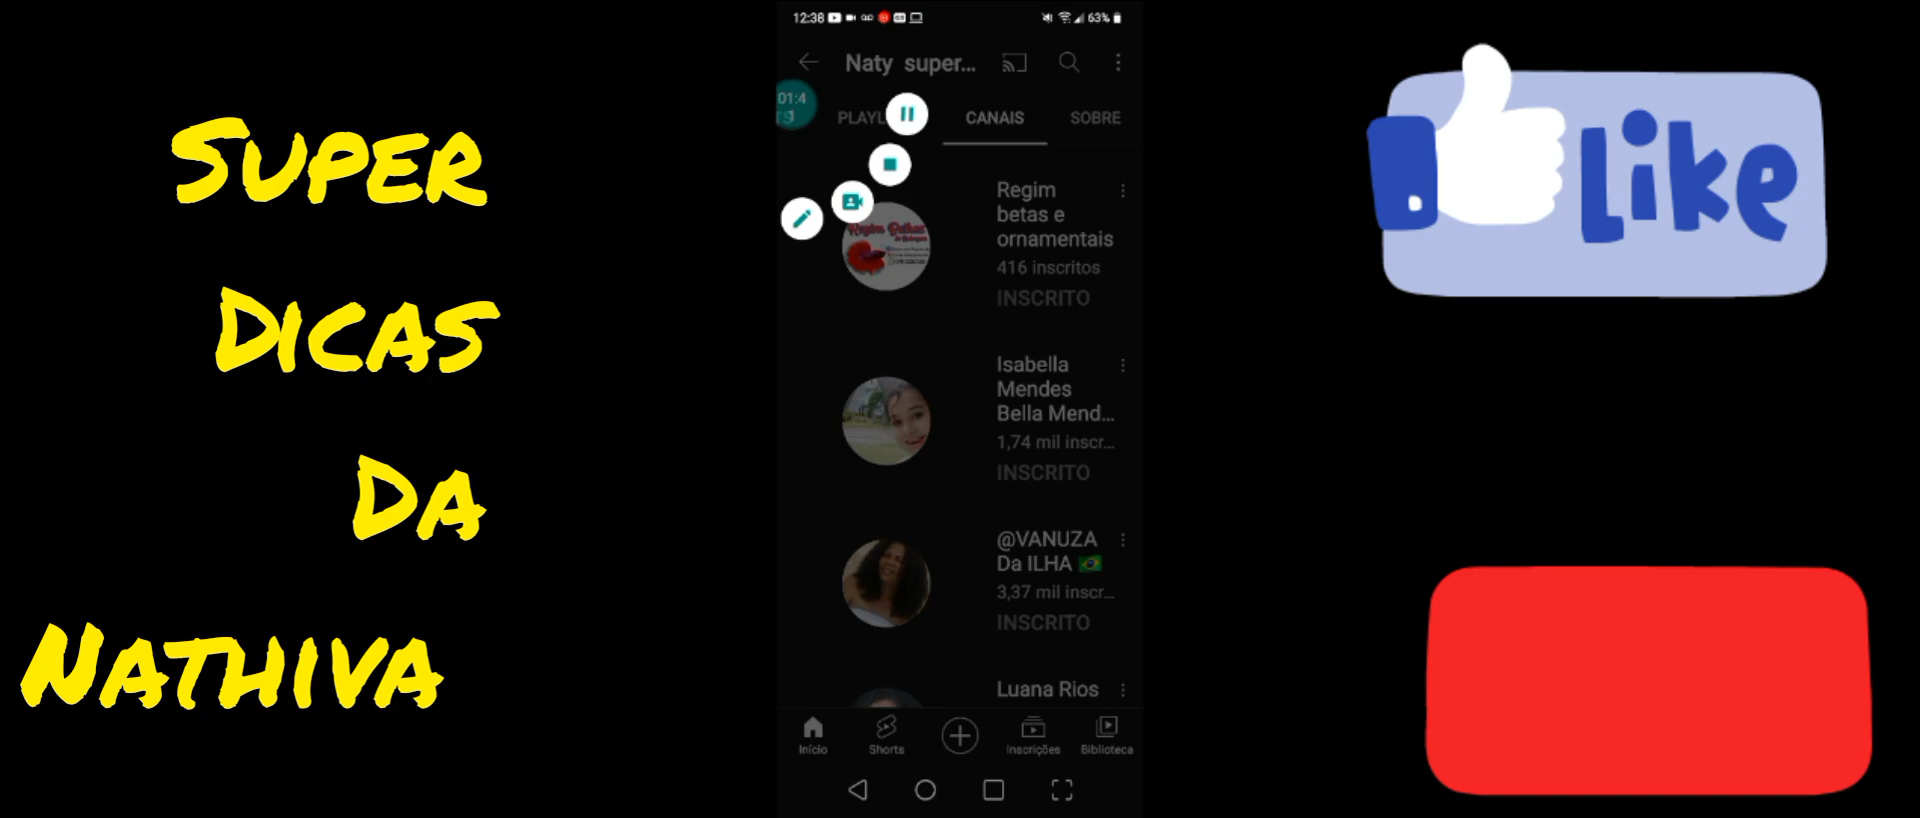 Super
Dicas
Da
Nathiva
12:38
63%
Naty super...
01:4
1
TS
PLAYL
CANAIS
SOBRE
Regim
betas e
ornamentais
416 inscritos
INSCRITO
Isabella
Mendes
Bella Mend...
1,74 mil inscr...
INSCRITO
@VANUZA
Da ILHA 🇧🇷
3,37 mil inscr...
INSCRITO
Luana Rios
Início
Shorts
Inscrições
Biblioteca
Like